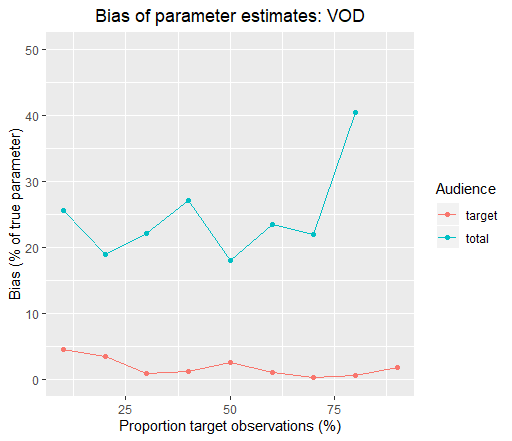 Bias of parameter estimates: VOD
Bias (% of true parameter)
50
40
30
20
10
0
25
50
75
Proportion target observations (%)
Audience
target
total